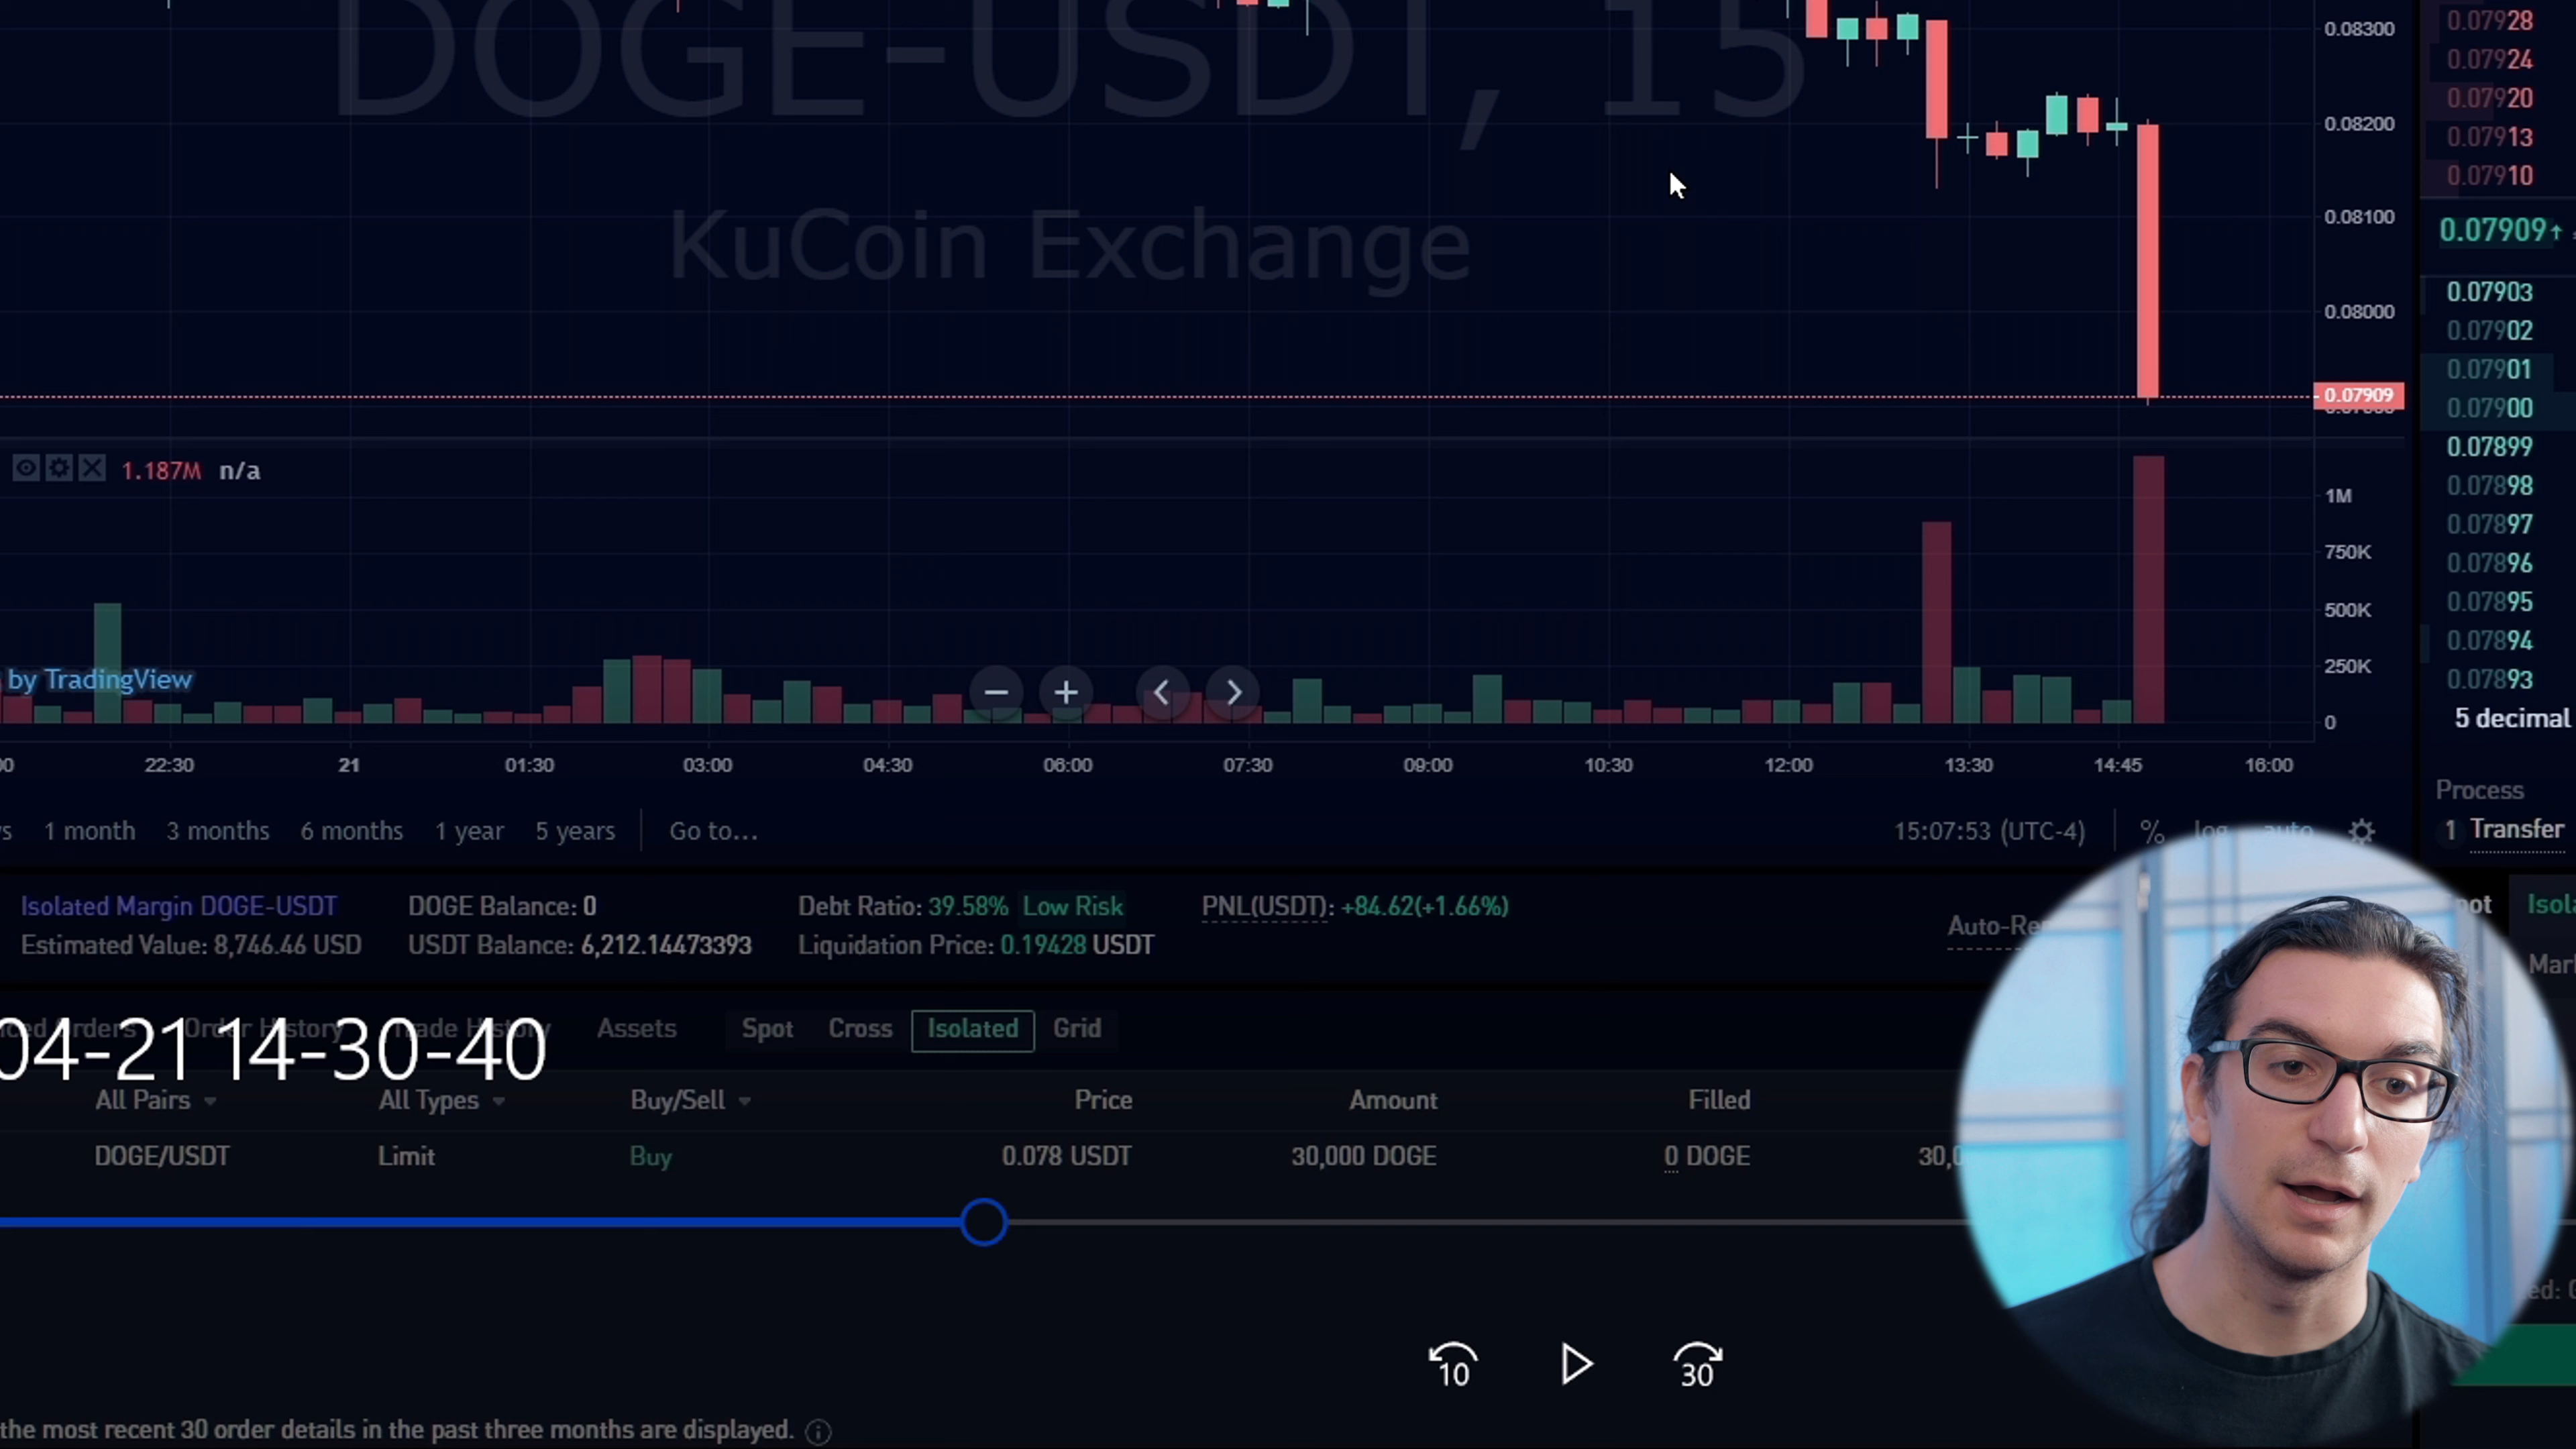 DOGE-USDT, 15
KuCoin Exchange
0.08300
0.08200
0.08100
0.08000
0.07909
07928
0.07924
0.07920
0.07913
0.07910
0.07909↑
0.07903
0.07902
0.07901
0.07900
0.07899
0.07898
0.07897
0.07896
0.07895
0.07894
0.07893
5 decimal
1.187M n/a
1M
750K
500K
250K
0
by TradingView
22:30 21 01:30 03:00 04:30 06:00 07:30 09:00 10:30 12:00 13:30 14:45 16:00
1 month 3 months 6 months 1 year 5 years Go to... 15:07:53 (UTC-4) % log auto
Process
1 Transfer
Isolated Margin DOGE-USDT DOGE Balance: 0 Debt Ratio: 39.58% Low Risk PNL(USDT): +84.62(+1.66%)
Estimated Value: 8,746.46 USD USDT Balance: 6,212.14473393 Liquidation Price: 0.19428 USDT
Order History Trade History Assets Spot Cross Isolated Grid
04-21 14-30-40
All Pairs All Types Buy/Sell Price Amount Filled
DOGE/USDT Limit Buy 0.078 USDT 30,000 DOGE 0 DOGE 30,0
10 30
the most recent 30 order details in the past three months are displayed.